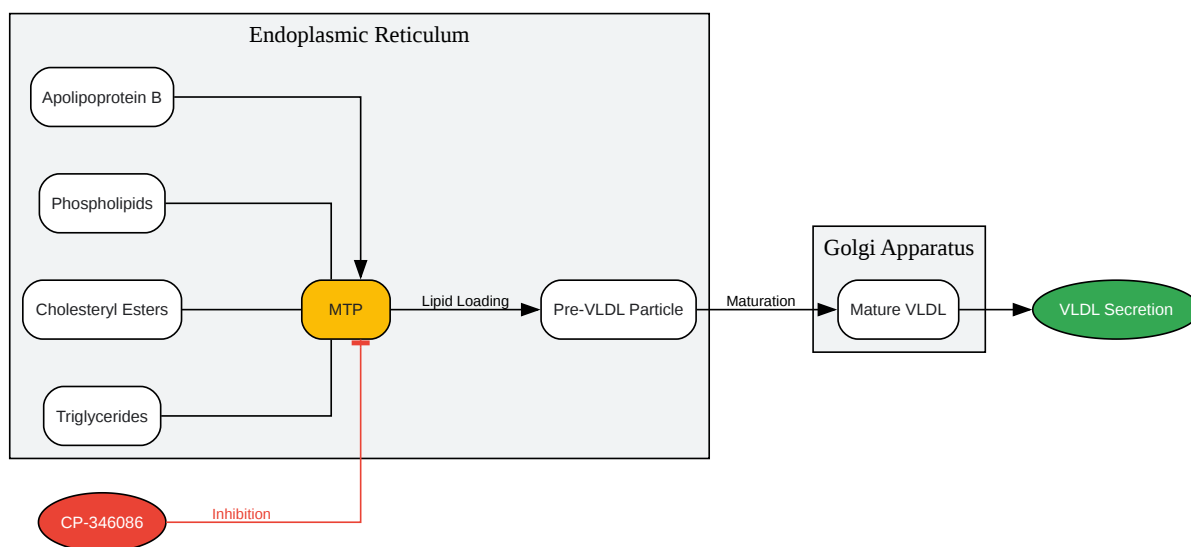 Endoplasmic Reticulum
Apolipoprotein B
Phospholipids
Cholesteryl Esters
MTP
Lipid Loading
Pre-VLDL Particle
Maturation
Golgi Apparatus
Mature VLDL
VLDL Secretion
Triglycerides
CP-346086
Inhibition